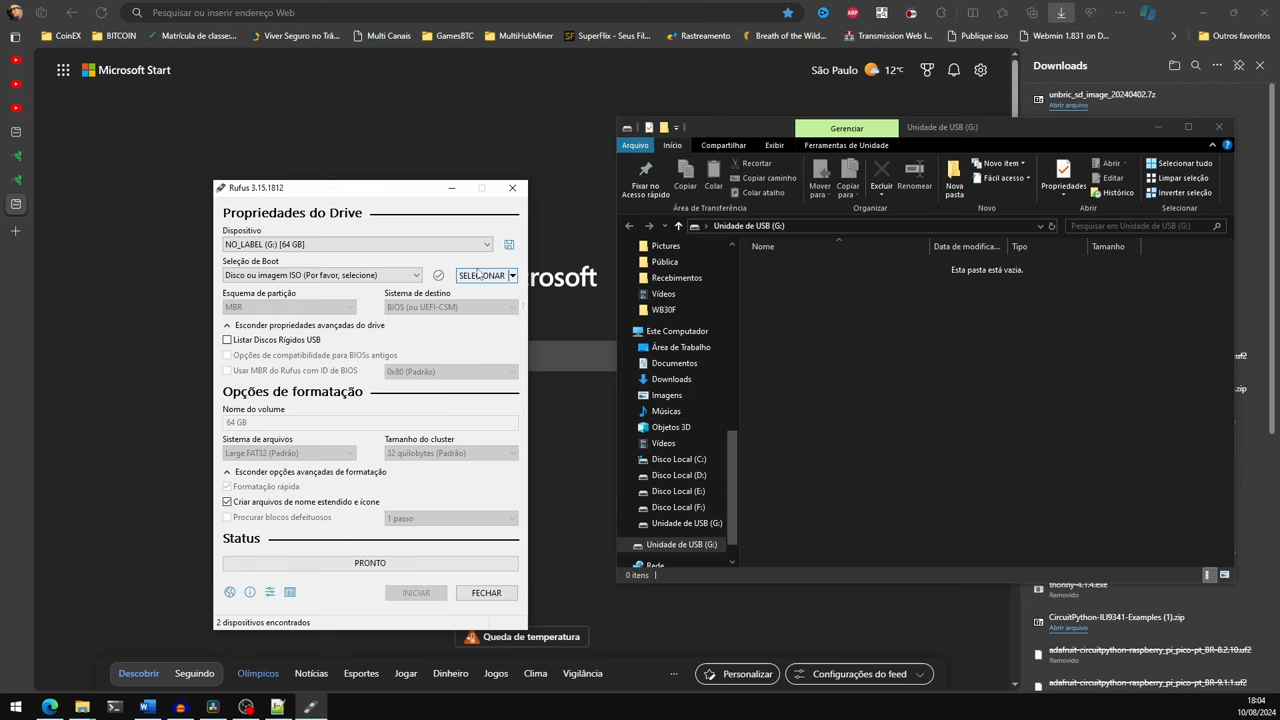 Pesquisar ou inserir endereço Web
CoinEX
BITCOIN
Matrícula de classe:...
Viver Seguro no Trâ...
Multi Canais
GamesBTC
MultiHubMiner
SuperFlix - Seus Fil...
Rastreamento
Breath of the Wild...
Transmission Web I...
Publique isso
Webmin 1.831 on D...
Outros favoritos
Microsoft Start
São Paulo
12°C
Downloads
unbric_sd_image_20240402.7z
Abrir arquivo
Gerenciar
Unidade de USB (G:)
Arquivo
Início
Compartilhar
Exibir
Ferramentas de Unidade
Fixar no
Acesso rápido
Copiar
Colar
Recortar
Copiar caminho
Colar atalho
Mover
para
Copiar
para
Excluir
Renomear
Nova
pasta
Novo item
Fácil acesso
Propriedades
Abrir
Editar
Histórico
Selecionar tudo
Limpar seleção
Inverter seleção
Área de Transferência
Organizar
Novo
Abrir
Selecionar
Unidade de USB (G:)
Pesquisar em Unidade de USB (G:)
Nome
Data de modifica...
Tipo
Tamanho
Esta pasta está vazia.
Pictures
Pública
Recebimentos
Vídeos
WB30F
Este Computador
Área de Trabalho
Documentos
Downloads
Imagens
Músicas
Objetos 3D
Vídeos
Disco Local (C:)
Disco Local (D:)
Disco Local (E:)
Disco Local (F:)
Unidade de USB (G:)
Unidade de USB (G:)
Rede
0 itens
Rufus 3.15.1812
Propriedades do Drive
Dispositivo
NO_LABEL (G:) [64 GB]
Seleção de Boot
Disco ou imagem ISO (Por favor, selecione)
SELECIONAR
Esquema de partição
Sistema de destino
MBR
BIOS (ou UEFI-CSM)
Esconder propriedades avançadas do drive
Listar Discos Rígidos USB
Opções de compatibilidade para BIOSs antigos
Usar MBR do Rufus com ID de BIOS
0x80 (Padrão)
Opções de formatação
Nome do volume
64 GB
Sistema de arquivos
Tamanho do cluster
Large FAT32 (Padrão)
32 quilobytes (Padrão)
Esconder opções avançadas de formatação
Formatação rápida
Criar arquivos de nome estendido e ícone
Procurar blocos defeituosos
1 passo
Status
PRONTO
INICIAR
FECHAR
2 dispositivos encontrados
rosoft
.uf2
.zip
thonny-4.1.4.exe
Removido
CircuitPython-ILI9341-Examples (1).zip
Abrir arquivo
adafruit-circuitpython-raspberry_pi_pico-pt_BR-8.2.10.uf2
Removido
adafruit-circuitpython-raspberry_pi_pico-pt_BR-9.1.1.uf2
Queda de temperatura
Descobrir
Seguindo
Olímpicos
Notícias
Esportes
Jogar
Dinheiro
Jogos
Clima
Vigilância
Personalizar
Configurações do feed
18:04
10/08/2024